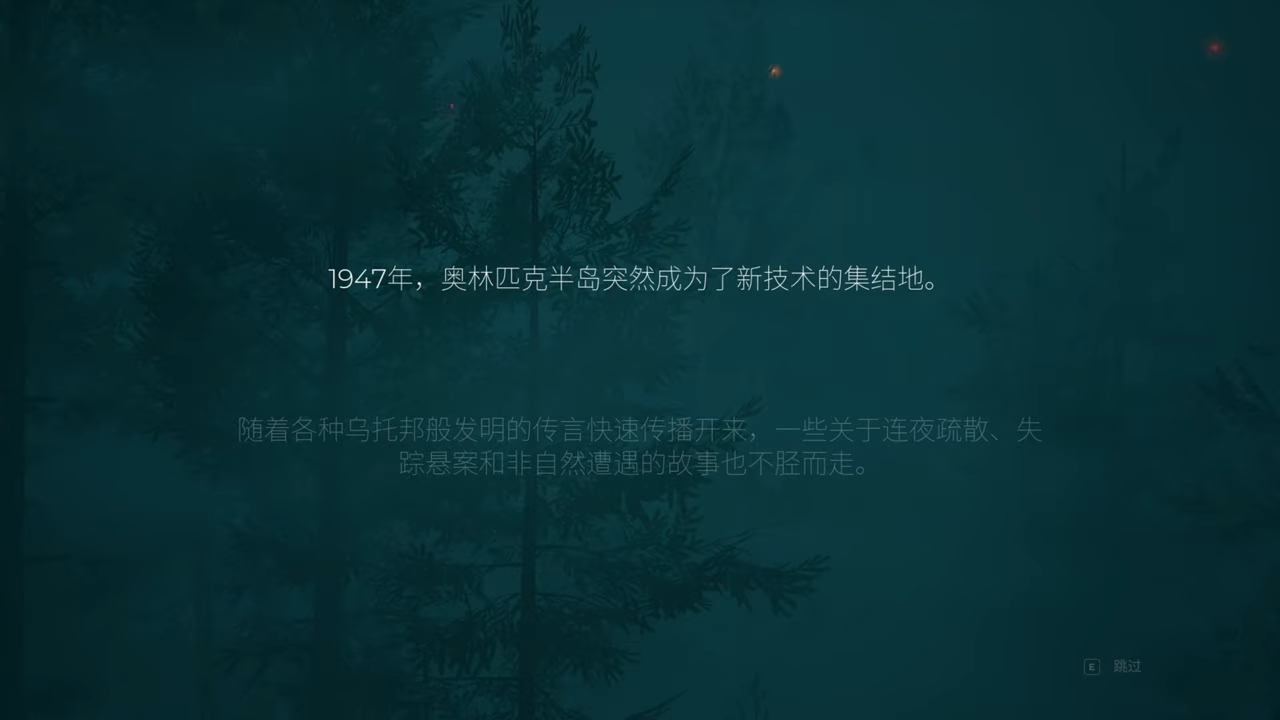 1947年，奥林匹克半岛突然成为了新技术的集结地。
随着各种乌托邦般发明的传言快速传播开来，一些关于连夜疏散、失
踪悬案和非自然遭遇的故事也不胫而走。
E 跳过